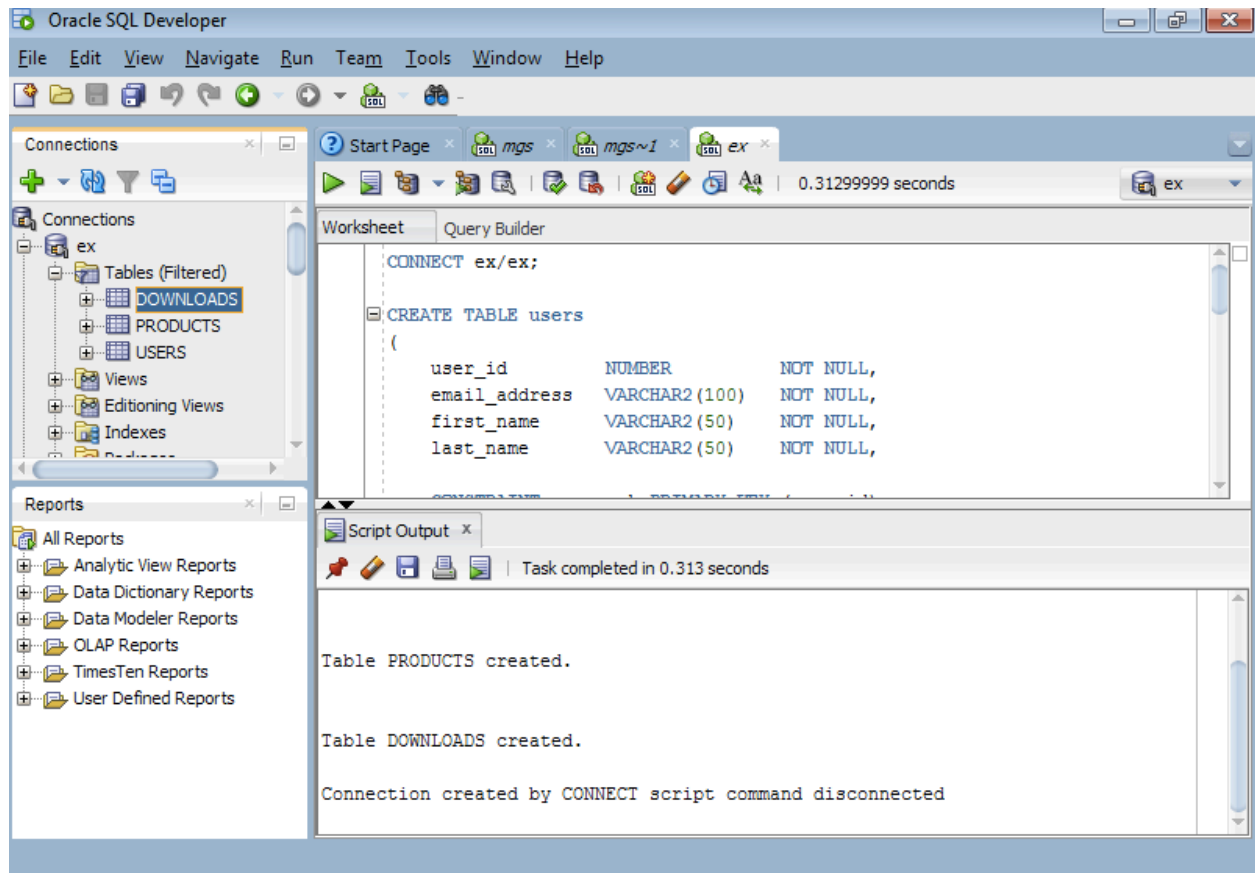 Oracle SQL Developer
File Edit View Navigate Run Team Tools Window Help
Connections
Connections
ex
Tables (Filtered)
DOWNLOADS
PRODUCTS
USERS
Views
Editioning Views
Indexes
Reports
All Reports
Analytic View Reports
Data Dictionary Reports
Data Modeler Reports
OLAP Reports
TimesTen Reports
User Defined Reports
Start Page mgs mgs~1 ex
0.31299999 seconds ex
Worksheet Query Builder
CONNECT ex/ex;
CREATE TABLE users
(
user_id NUMBER NOT NULL,
email_address VARCHAR2(100) NOT NULL,
first_name VARCHAR2(50) NOT NULL,
last_name VARCHAR2(50) NOT NULL,
Script Output
Task completed in 0.313 seconds
Table PRODUCTS created.
Table DOWNLOADS created.
Connection created by CONNECT script command disconnected